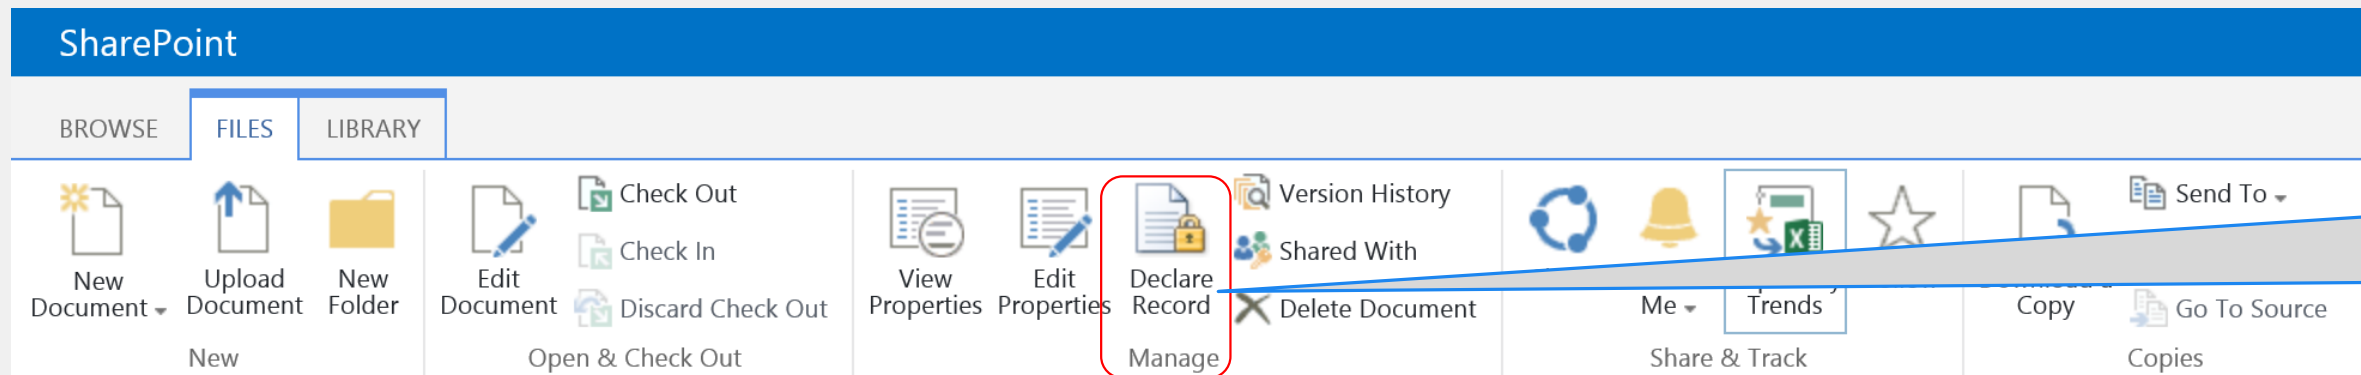 SharePoint
BROWSE
FILES
LIBRARY
New
Document
Upload
Document
New
Folder
New
Edit
Document
Check Out
Check In
Discard Check Out
Open & Check Out
View
Properties
Edit
Properties
Declare
Record
Version History
Shared With
Delete Document
Manage
Me
Trends
Share & Track
Copy
Send To
Go To Source
Copies